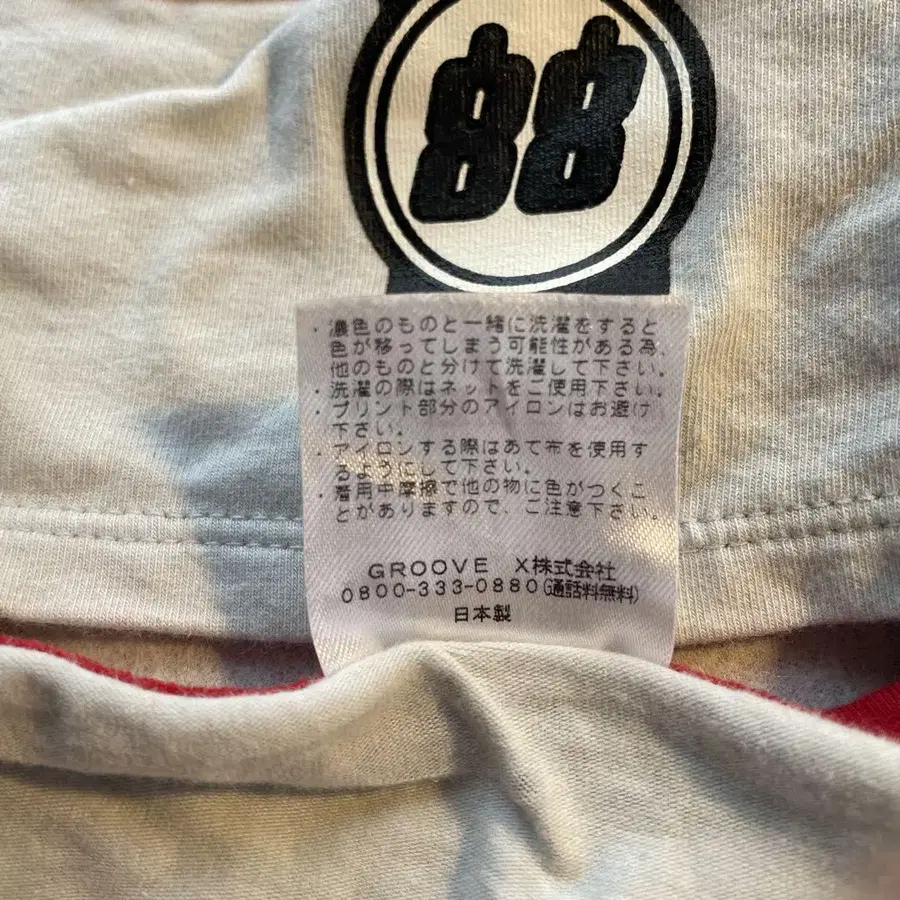 88
・濃色のものと一緒に洗濯をすると
色が移ってしまう可能性がある為、
他のものと分けて洗濯して下さい。
・洗濯の際はネットをご使用下さい。
・プリント部分のアイロンはお避け
下さい。
・アイロンする際はあて布を使用す
るようにして下さい。
・着用中摩擦で他の物に色がつくこ
とがありますので、ご注意下さい。
GROOVE X株式会社
0800-333-0880(通話料無料)
日本製